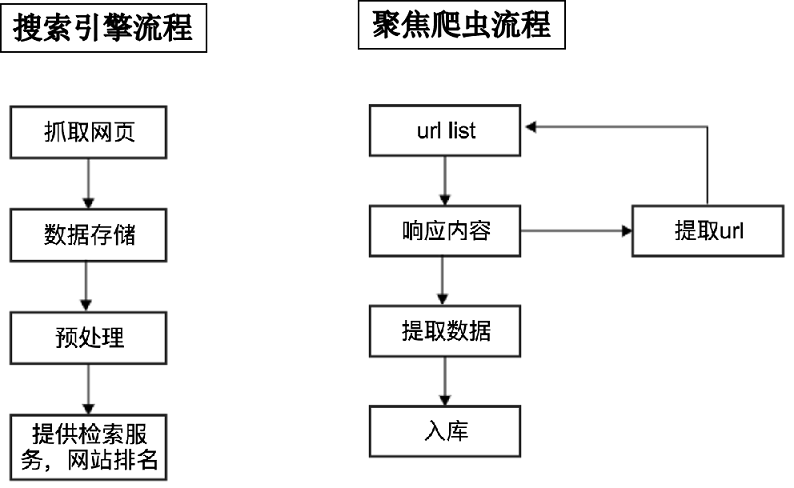 搜索引擎流程
聚焦爬虫流程
抓取网页
数据存储
预处理
提供检索服
务，网站排名
url list
响应内容
提取url
提取数据
入库